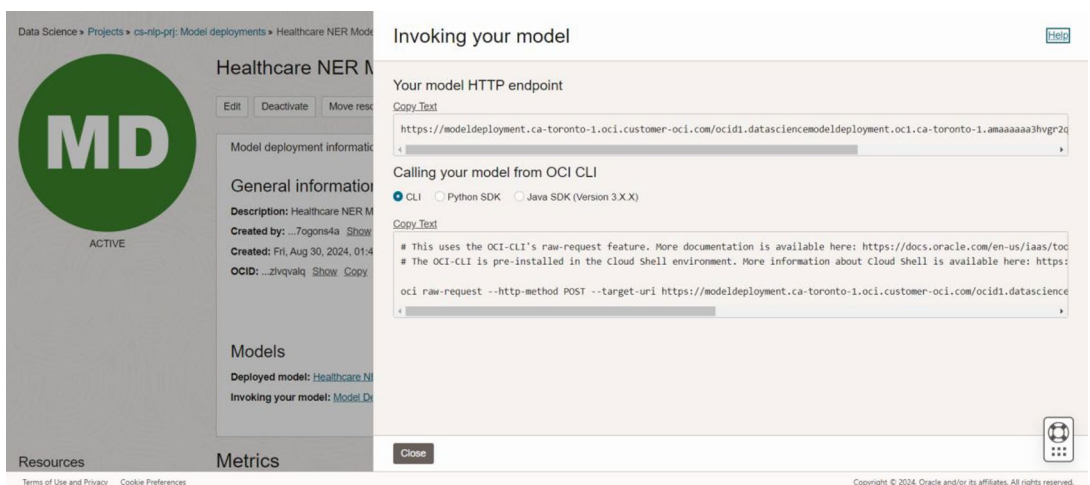 Data Science » Projects » cs-nlp-prj: Model deployments » Healthcare NER Mode
MD
ACTIVE
Resources
Healthcare NER M
Edit Deactivate Move reso
Model deployment informatio
General information
Description: Healthcare NER M
Created by: ...7ogons4a Show
Created: Fri, Aug 30, 2024, 01:4
OCID: ...zlvqvalq Show Copy
Models
Deployed model: Healthcare NE
Invoking your model: Model De
Metrics
Invoking your model
Help
Your model HTTP endpoint
Copy Text
https://modeldeployment.ca-toronto-1.oci.customer-oci.com/ocid1.datasciencemodeldeployment.oc1.ca-toronto-1.amaaaaaa3hvgr2q
Calling your model from OCI CLI
CLI Python SDK Java SDK (Version 3.X.X)
Copy Text
# This uses the OCI-CLI's raw-request feature. More documentation is available here: https://docs.oracle.com/en-us/iaas/too
# The OCI-CLI is pre-installed in the Cloud Shell environment. More information about Cloud Shell is available here: https:
oci raw-request --http-method POST --target-uri https://modeldeployment.ca-toronto-1.oci.customer-oci.com/ocid1.datascience
Close
Terms of Use and Privacy Cookie Preferences
Copyright © 2024, Oracle and/or its affiliates. All rights reserved.